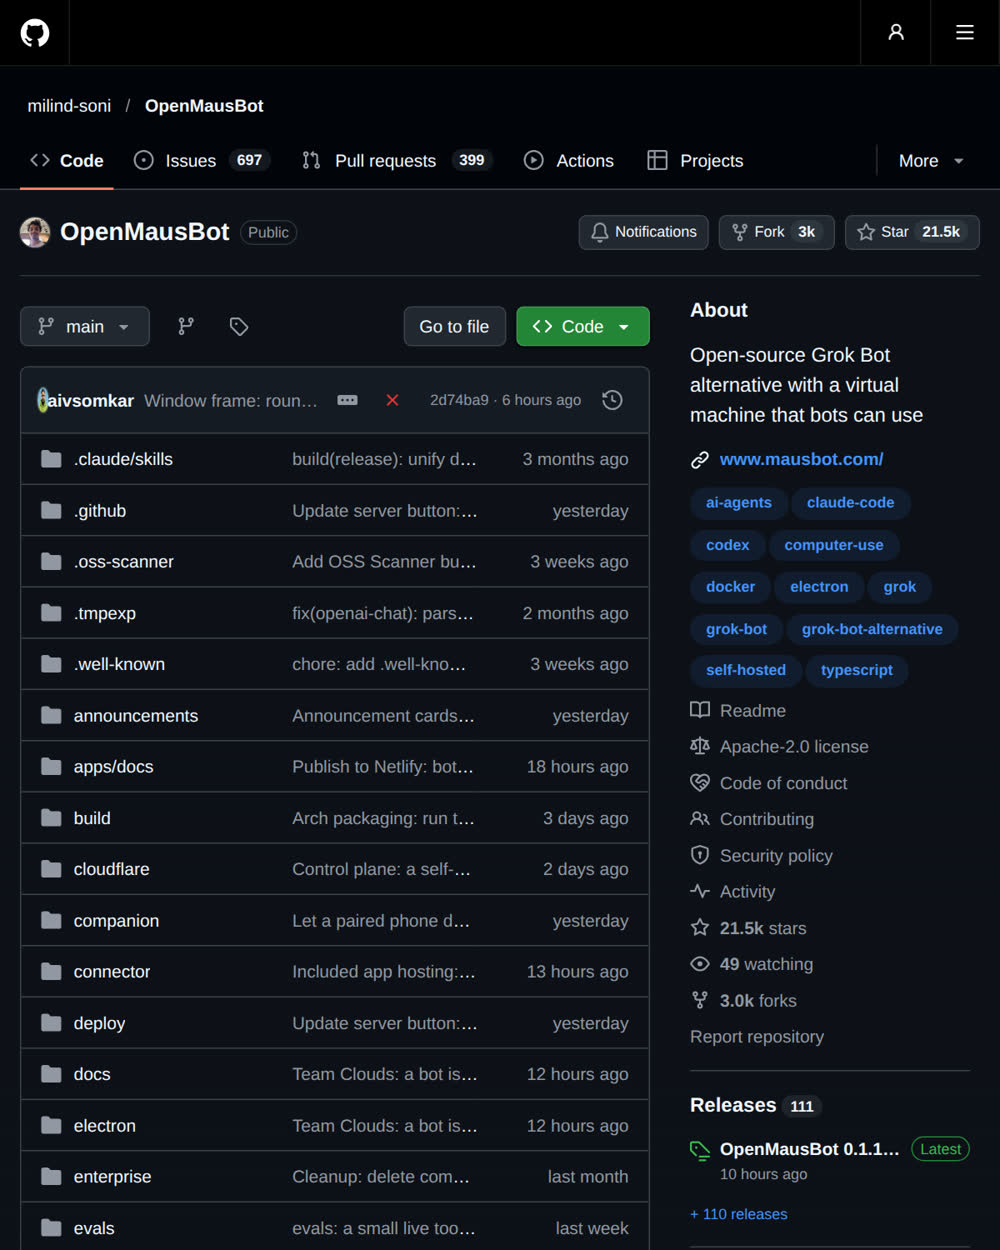 milind-soni / OpenMausBot
Code Issues 697 Pull requests 399 Actions Projects More
OpenMausBot Public Notifications Fork 3k Star 21.5k
main Go to file Code
aivsomkar Window frame: roun… 2d74ba9 · 6 hours ago
.claude/skills build(release): unify d… 3 months ago
.github Update server button:… yesterday
.oss-scanner Add OSS Scanner bu… 3 weeks ago
.tmpexp fix(openai-chat): pars… 2 months ago
.well-known chore: add .well-kno… 3 weeks ago
announcements Announcement cards… yesterday
apps/docs Publish to Netlify: bot… 18 hours ago
build Arch packaging: run t… 3 days ago
cloudflare Control plane: a self-… 2 days ago
companion Let a paired phone d… yesterday
connector Included app hosting:… 13 hours ago
deploy Update server button:… yesterday
docs Team Clouds: a bot is… 12 hours ago
electron Team Clouds: a bot is… 12 hours ago
enterprise Cleanup: delete com… last month
evals evals: a small live too… last week
About
Open-source Grok Bot
alternative with a virtual
machine that bots can use
www.mausbot.com/
ai-agents claude-code
codex computer-use
docker electron grok
grok-bot grok-bot-alternative
self-hosted typescript
Readme
Apache-2.0 license
Code of conduct
Contributing
Security policy
Activity
21.5k stars
49 watching
3.0k forks
Report repository
Releases 111
OpenMausBot 0.1.1… Latest
10 hours ago
+ 110 releases